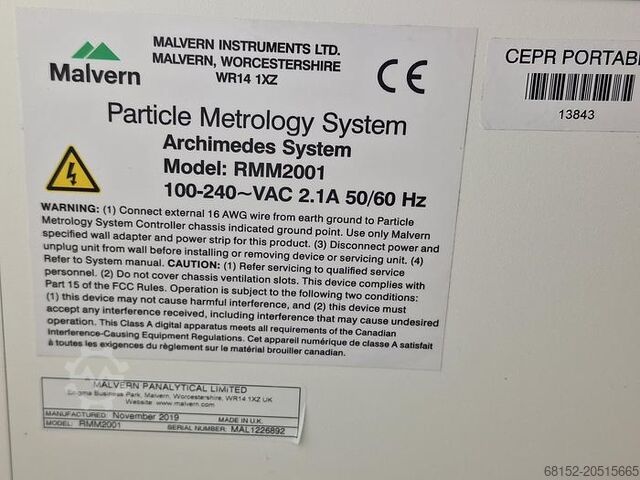 Malvern
MALVERN INSTRUMENTS LTD.
MALVERN, WORCESTERSHIRE
WR14 1XZ
CE
CEPR PORTABL
13843
Particle Metrology System
Archimedes System
Model: RMM2001
100-240~VAC 2.1A 50/60 Hz
WARNING: (1) Connect external 16 AWG wire from earth ground to Particle
Metrology System Controller chassis indicated ground point. Use only Malvern
specified wall adapter and power strip for this product. (3) Disconnect power and
unplug unit from wall before installing or removing device or servicing unit. (4)
Refer to System manual. CAUTION: (1) Refer servicing to qualified service
personnel. (2) Do not cover chassis ventilation slots. This device complies with
Part 15 of the FCC Rules. Operation is subject to the following two conditions:
(1) this device may not cause harmful interference, and (2) this device must
accept any interference received, including interference that may cause undesired
operation. This Class A digital apparatus meets all requirements of the Canadian
Interference-Causing Equipment Regulations. Cet appareil numérique de classe A satisfait
à toutes les exigences du règlement sur le matériel brouiller canadian.
MALVERN PANALYTICAL LIMITED
Enigma Business Park, Malvern, Worcestershire, WR14 1XZ UK
Website: www.malvern.com
MANUFACTURED: November 2019 MADE IN U.K.
MODEL: RMM2001 SERIAL NUMBER: MAL1226892
68152-20515665